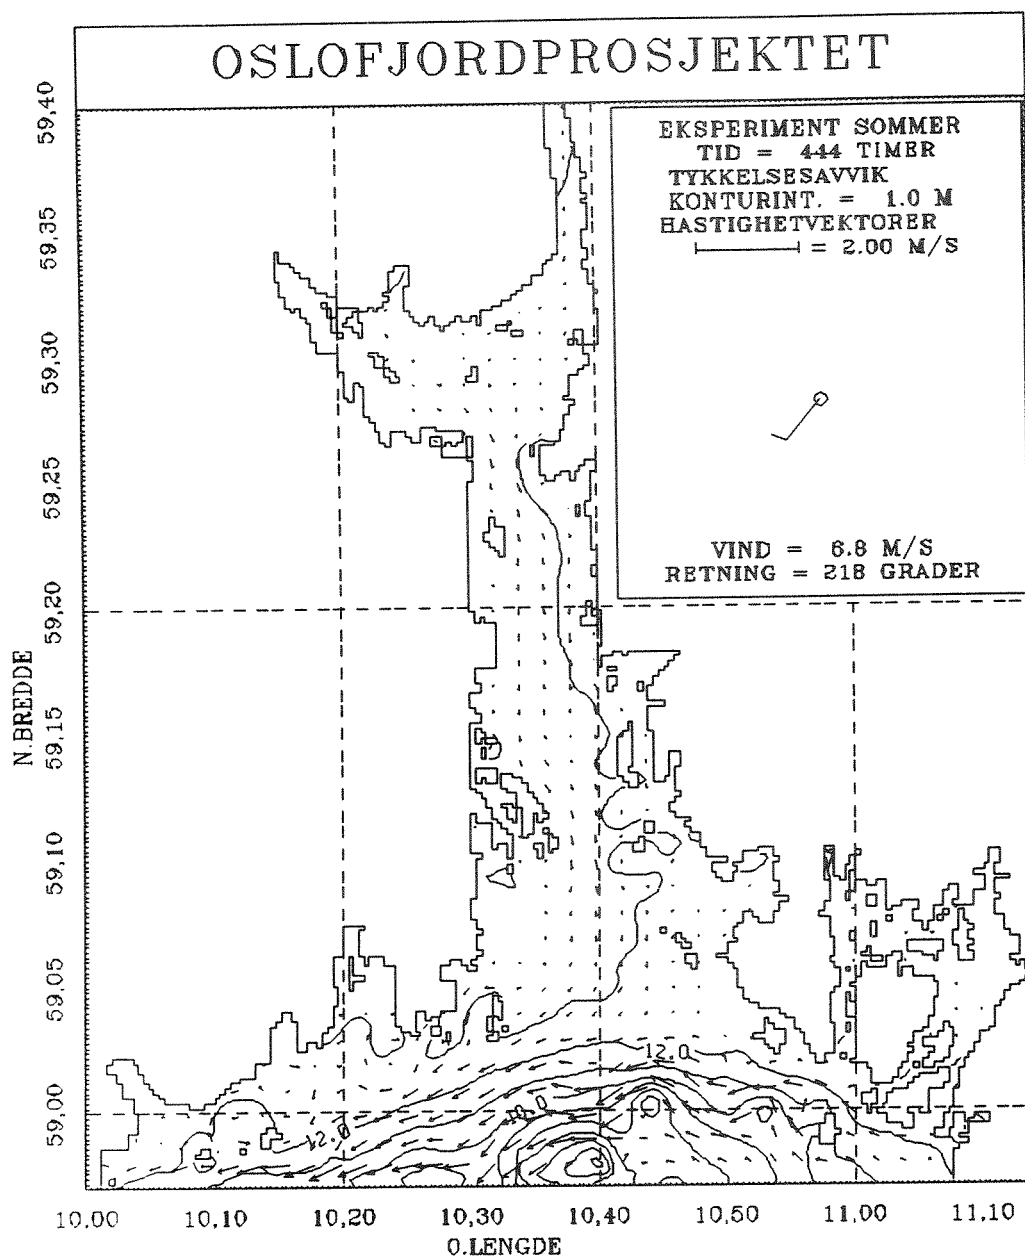 OSLOFJORDPROSJEKTET
EKSPERIMENT SOMMER
TID = 444 TIMER
TYKKELSESAVVIK
KONTURINT. = 1.0 M
HASTIGHETVEKTORER
= 2.00 M/S
VIND = 6.8 M/S
RETNING = 218 GRADER
N.BREDDE
59,40
59,35
59,30
59,25
59,20
59,15
59,10
59,05
59,00
12.0
10.0
12.0
10,00 10,10 10,20 10,30 10,40 10,50 11,00 11,10
O.LENGDE